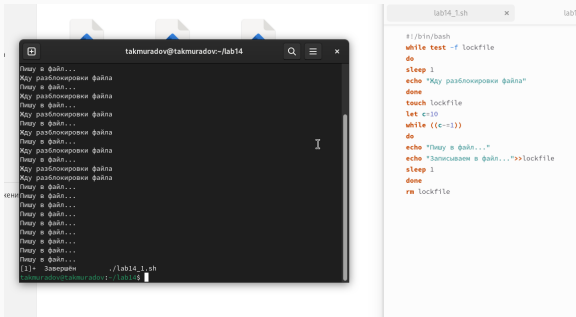 lab14_1.sh
×
lab1
takmuradov@takmuradov:~/lab14
Пишу в файл...
Жду разблокировки файла
Пишу в файл...
Жду разблокировки файла
Пишу в файл...
Жду разблокировки файла
Пишу в файл...
Жду разблокировки файла
Пишу в файл...
Жду разблокировки файла
Пишу в файл...
Жду разблокировки файла
Жду разблокировки файла
Пишу в файл...
Пишу в файл...
Пишу в файл...
Пишу в файл...
Пишу в файл...
Пишу в файл...
Пишу в файл...
Пишу в файл...
Пишу в файл...
[1]+ Завершён ./lab14_1.sh
takmuradov@takmuradov:~/lab14$
#!/bin/bash
while test -f lockfile
do
sleep 1
echo "Жду разблокировки файла"
done
touch lockfile
let c=10
while ((c-=1))
do
echo "Пишу в файл..."
echo "Записываем в файл...">>lockfile
sleep 1
done
rm lockfile